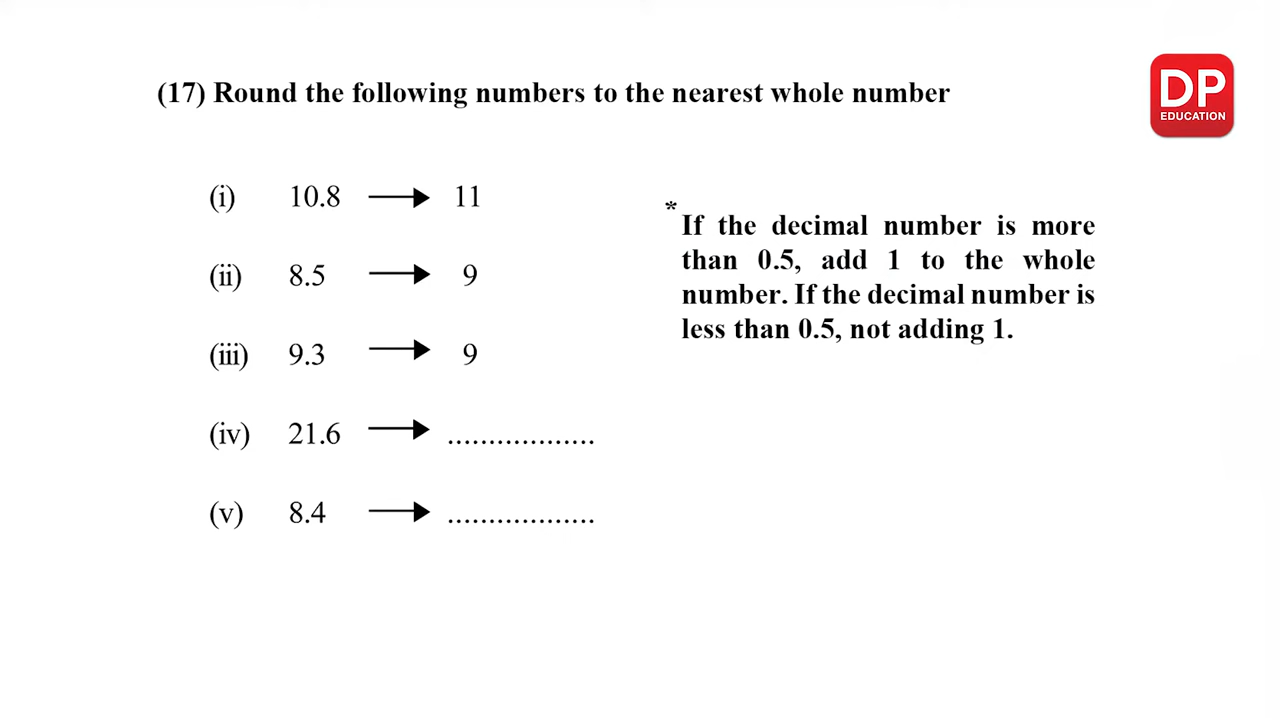 (17) Round the following numbers to the nearest whole number
DP
EDUCATION
(i) 10.8 → 11
(ii) 8.5 → 9
(iii) 9.3 → 9
(iv) 21.6 → ..................
(v) 8.4 → ..................
* If the decimal number is more
than 0.5, add 1 to the whole
number. If the decimal number is
less than 0.5, not adding 1.